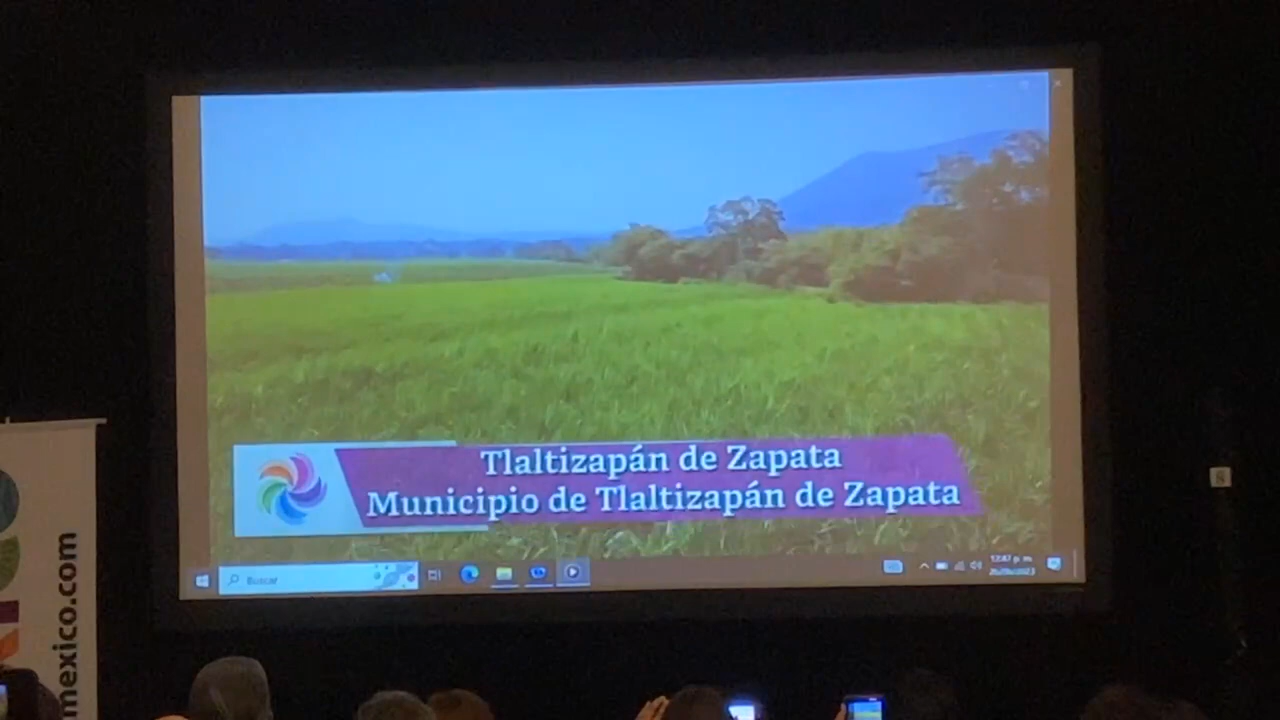 Tlaltizapán de Zapata
Municipio de Tlaltizapán de Zapata
Buscar
mexico.com